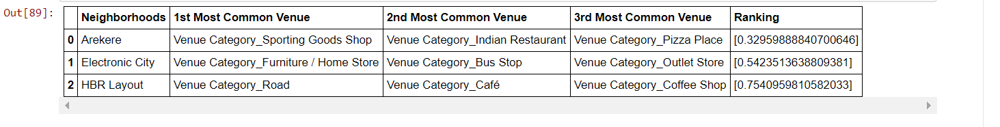 Out[89]:
Neighborhoods 1st Most Common Venue 2nd Most Common Venue 3rd Most Common Venue Ranking
0 Arekere Venue Category_Sporting Goods Shop Venue Category_Indian Restaurant Venue Category_Pizza Place [0.32959888840700646]
1 Electronic City Venue Category_Furniture / Home Store Venue Category_Bus Stop Venue Category_Outlet Store [0.5423513638809381]
2 HBR Layout Venue Category_Road Venue Category_Café Venue Category_Coffee Shop [0.7540959810582033]